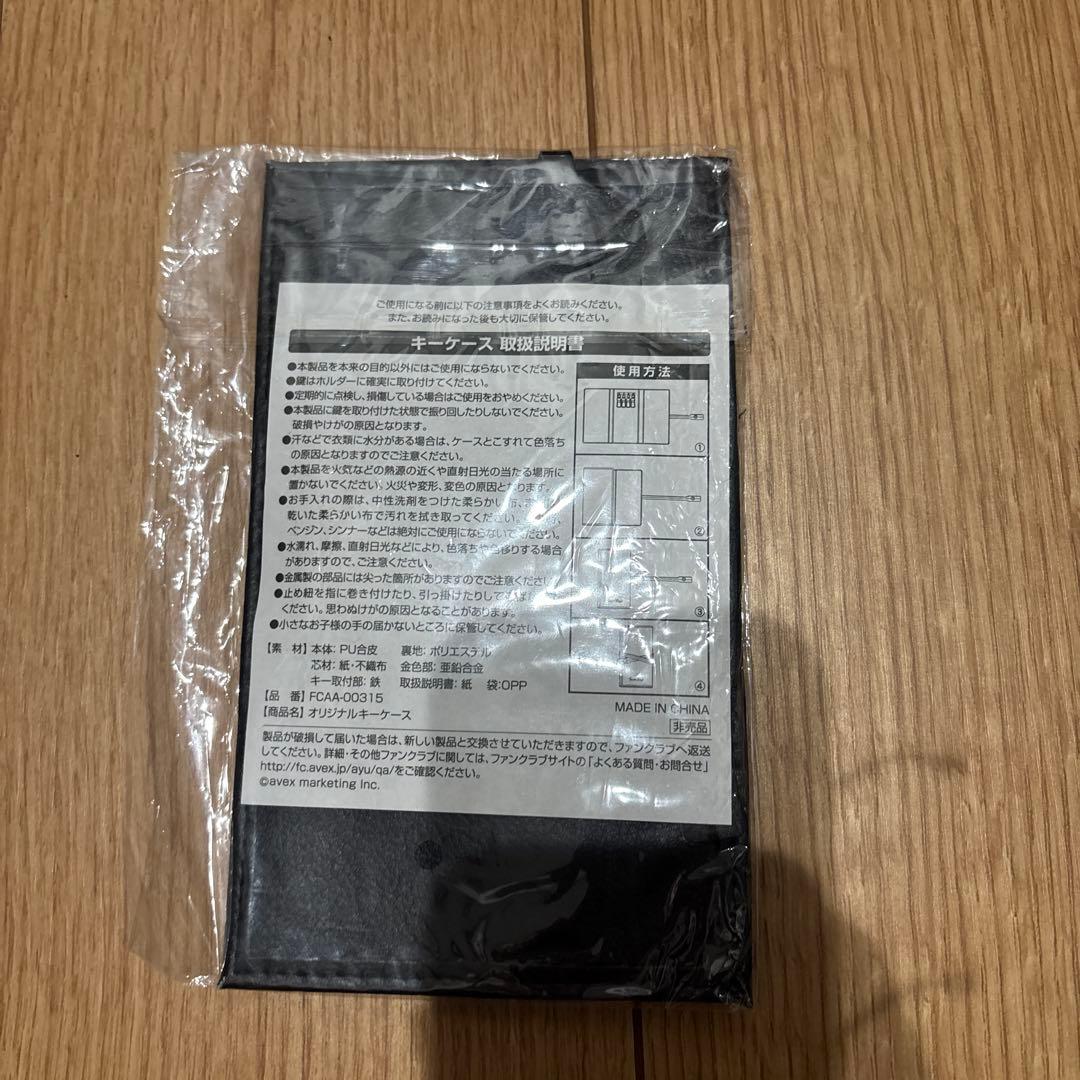 ご使用になる前に以下の注意事項をよくお読みください。
また、お読みになった後も大切に保管してください。
キーケース 取扱説明書
●本製品を本来の目的以外にはご使用にならないでください。
●鍵はホルダーに確実に取り付けてください。
●定期的に点検し、損傷している場合はご使用をおやめください。
●本製品に鍵を取り付けた状態で振り回したりしないでください。
破損やけがの原因となります。
●汗などで衣類に水分がある場合は、ケースとこすれて色落ち
の原因となりますのでご注意ください。
●本製品を火気などの熱源の近くや直射日光の当たる場所に
置かないでください。火災や変形、変色の原因となります。
●お手入れの際は、中性洗剤をつけた柔らかい布、ま
乾いた柔らかい布で汚れを拭き取ってください。
ベンジン、シンナーなどは絶対にご使用にならないでください。
●水濡れ、摩擦、直射日光などにより、色落ちや色移りする場合
がありますので、ご注意ください。
●金属製の部品には尖った箇所がありますのでご注意ください
●止め紐を指に巻き付けたり、引っ掛けたりして
ください。思わぬけがの原因となることがあります。
●小さなお子様の手の届かないところに保管してください。
使用方法
①
②
③
④
【素 材】本体：PU合皮 裏地：ポリエステル
芯材：紙・不織布 金色部：亜鉛合金
キー取付部：鉄 取扱説明書：紙 袋：OPP
【品 番】FCAA-00315
【商品名】オリジナルキーケース
MADE IN CHINA
非売品
製品が破損して届いた場合は、新しい製品と交換させていただきますので、ファンクラブへ返送
してください。詳細・その他ファンクラブに関しては、ファンクラブサイトの「よくある質問・お問合せ」
http://fc.avex.jp/ayu/qa/をご確認ください。
©avex marketing Inc.